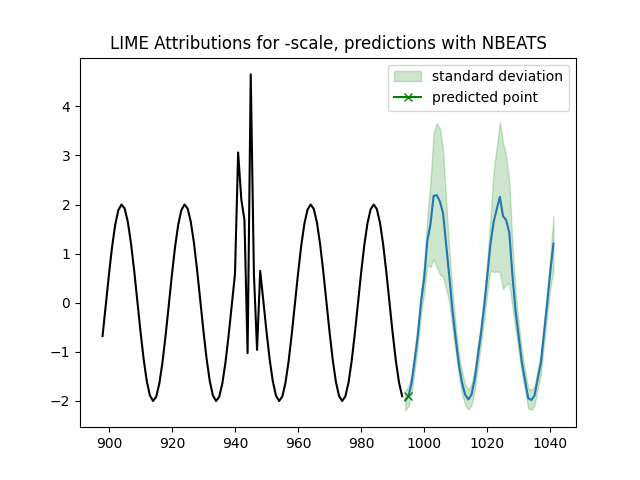 LIME Attributions for -scale, predictions with NBEATS
standard deviation
predicted point
4
3
2
1
0
−1
−2
900 920 940 960 980 1000 1020 1040